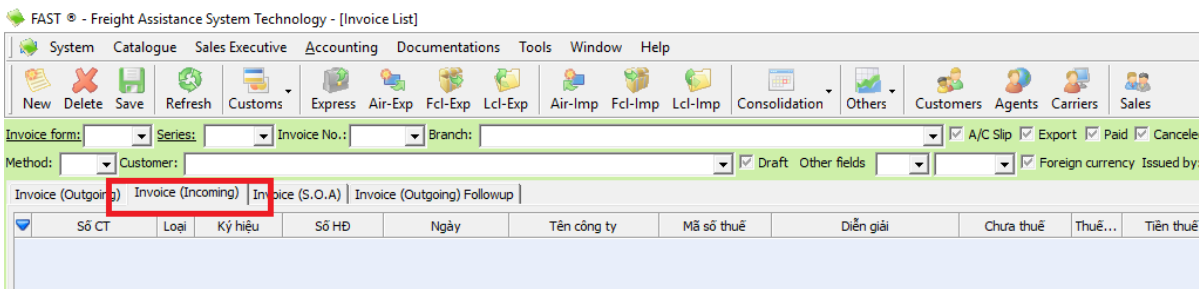 FAST ® - Freight Assistance System Technology - [Invoice List]
System Catalogue Sales Executive Accounting Documentations Tools Window Help
New Delete Save Refresh Customs Express Air-Exp Fcl-Exp Lcl-Exp Air-Imp Fcl-Imp Lcl-Imp Consolidation Others Customers Agents Carriers Sales
Invoice form: Series: Invoice No.: Branch: A/C Slip Export Paid Cancele
Method: Customer: Draft Other fields Foreign currency Issued by:
Invoice (Outgoing) Invoice (Incoming) Invoice (S.O.A) Invoice (Outgoing) Followup
Số CT Loại Ký hiệu Số HĐ Ngày Tên công ty Mã số thuế Diễn giải Chưa thuế Thuế... Tiền thuế